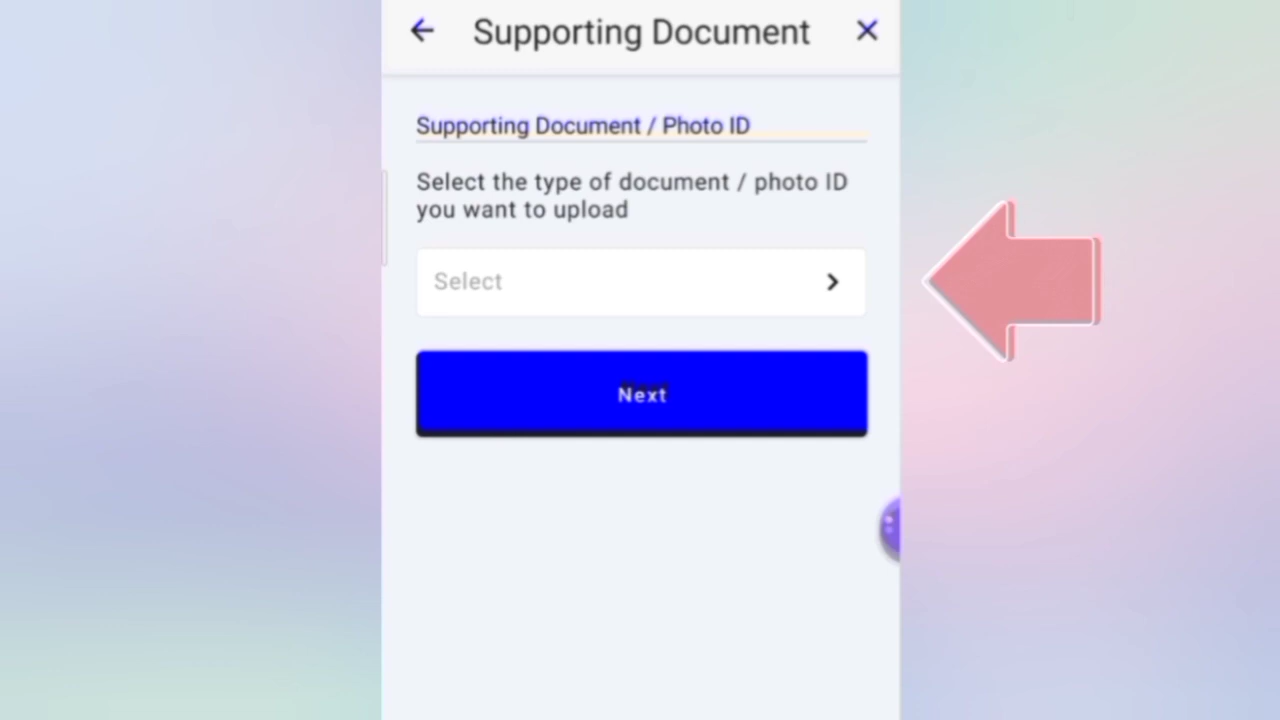 Supporting Document
Supporting Document / Photo ID
Select the type of document / photo ID
you want to upload
Select
Next